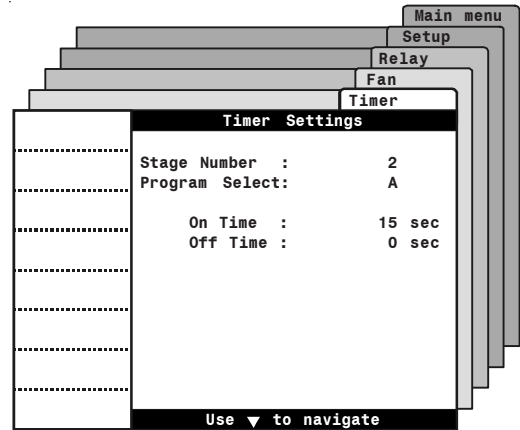 Main menu
Setup
Relay
Fan
Timer
Timer Settings
Stage Number : 2
Program Select: A
On Time : 15 sec
Off Time : 0 sec
Use ▼ to navigate